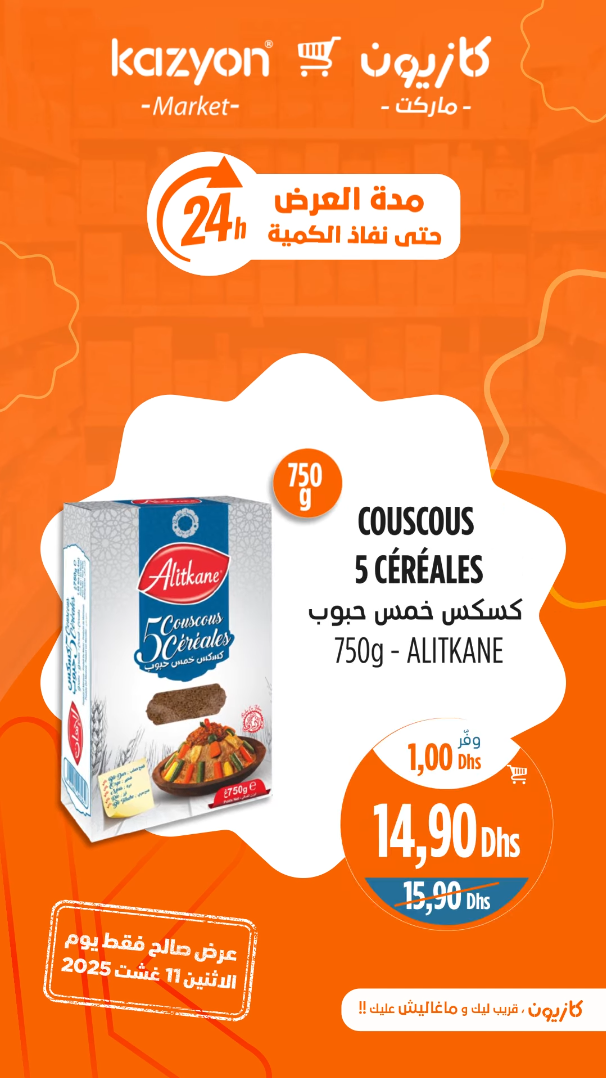 kazyon® كازيون
-Market- - ماركت -
24h
مدة العرض
حتى نفاذ الكمية
750
g
COUSCOUS
5 CÉRÉALES
كسكس خمس حبوب
750g - ALITKANE
Alitkane
5 Couscous
Céréales
كسكس خمس حبوب
750g e
وفّر
1,00 Dhs
14,90 Dhs
15,90 Dhs
عرض صالح فقط يوم
الاثنين 11 غشت 2025
كازيون ، قريب ليك و ماغاليش عليك !!